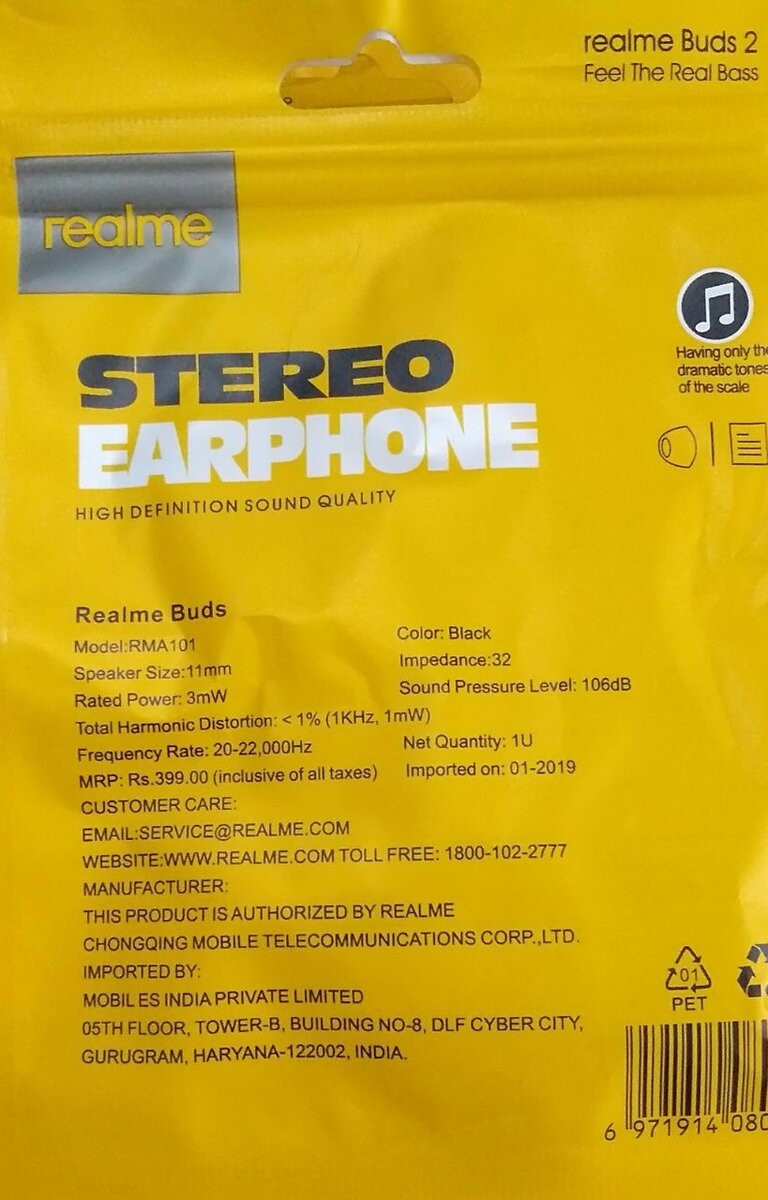 realme Buds 2
Feel The Real Bass
realme
Having only the
dramatic tones
of the scale
STEREO
EARPHONE
HIGH DEFINITION SOUND QUALITY
Realme Buds
Model:RMA101
Color: Black
Speaker Size:11mm
Impedance:32
Rated Power: 3mW
Sound Pressure Level: 106dB
Total Harmonic Distortion: < 1% (1KHz, 1mW)
Frequency Rate: 20-22,000Hz
Net Quantity: 1U
MRP: Rs.399.00 (inclusive of all taxes)
Imported on: 01-2019
CUSTOMER CARE:
EMAIL:SERVICE@REALME.COM
WEBSITE:WWW.REALME.COM TOLL FREE: 1800-102-2777
MANUFACTURER:
THIS PRODUCT IS AUTHORIZED BY REALME
CHONGQING MOBILE TELECOMMUNICATIONS CORP.,LTD.
IMPORTED BY:
MOBIL ES INDIA PRIVATE LIMITED
05TH FLOOR, TOWER-B, BUILDING NO-8, DLF CYBER CITY,
GURUGRAM, HARYANA-122002, INDIA.
01
PET
6 971914 080